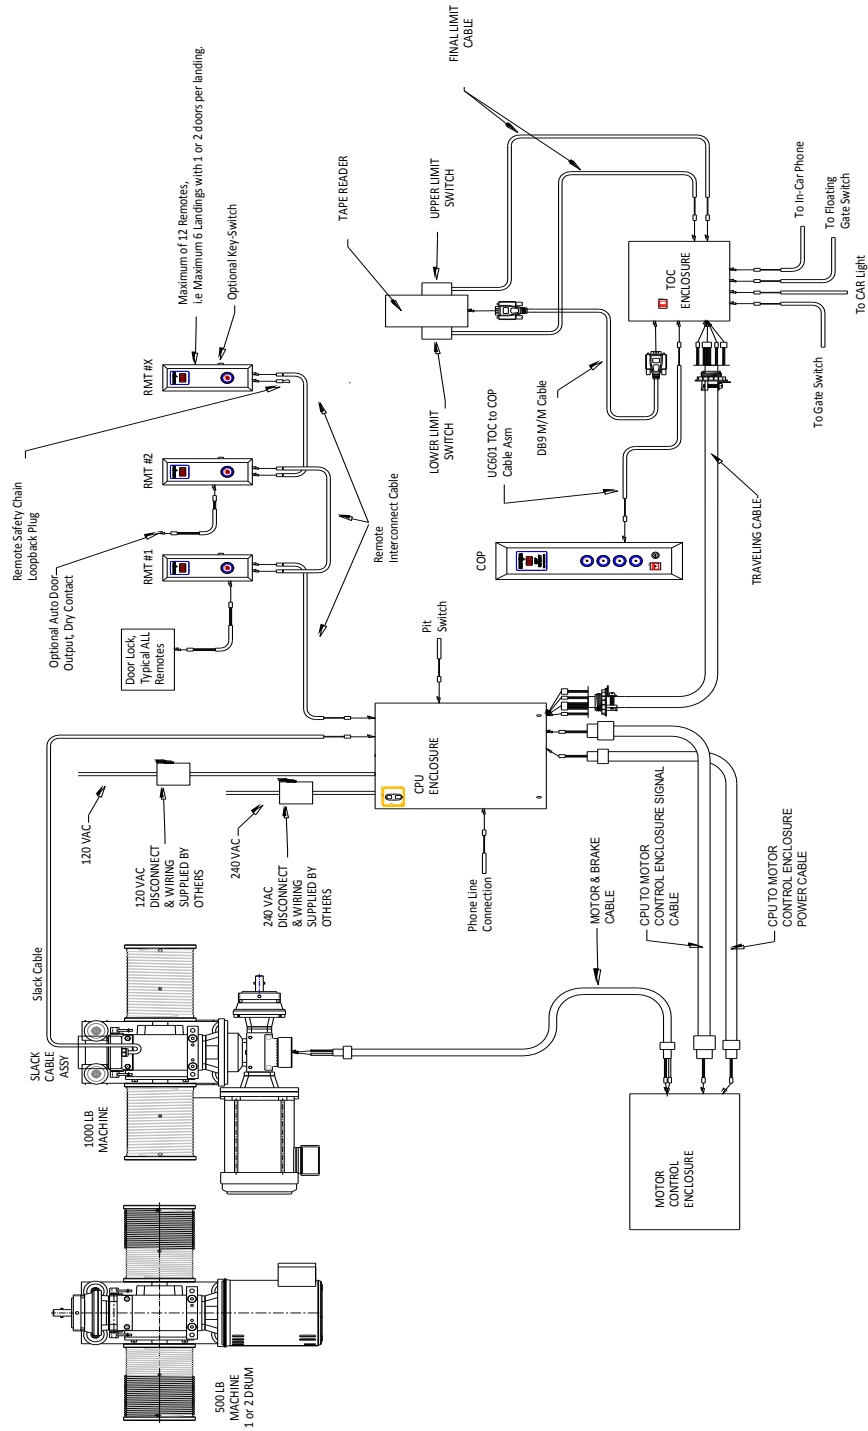 120 VAC
120 VAC
DISCONNECT
& WIRING
SUPPLIED BY
OTHERS
240 VAC
240 VAC
DISCONNECT
& WIRING
SUPPLIED BY
OTHERS
Slack Cable
SLACK
CABLE
ASSY
1000 LB
MACHINE
500 LB
MACHINE
1 or 2 DRUM
Remote Safety Chain
Loopback Plug
Optional Auto Door
Output, Dry Contact
Door Lock,
Typical ALL
Remotes
RMT #1
RMT #2
RMT #X
Maximum of 12 Remotes,
i.e Maximum 6 Landings with 1 or 2 doors per landing.
Optional Key-Switch
Remote
Interconnect Cable
TAPE READER
UPPER LIMIT
SWITCH
LOWER LIMIT
SWITCH
FINAL LIMIT
CABLE
Pit
Switch
CPU
ENCLOSURE
Phone Line
Connection
COP
UC601 TOC to COP
Cable Asm
DB9 M/M Cable
TOC
ENCLOSURE
To In-Car Phone
To Floating
Gate Switch
To CAR Light
To Gate Switch
TRAVELING CABLE
MOTOR & BRAKE
CABLE
CPU TO MOTOR
CONTROL ENCLOSURE SIGNAL
CABLE
CPU TO MOTOR
CONTROL ENCLOSURE
POWER CABLE
MOTOR
CONTROL
ENCLOSURE